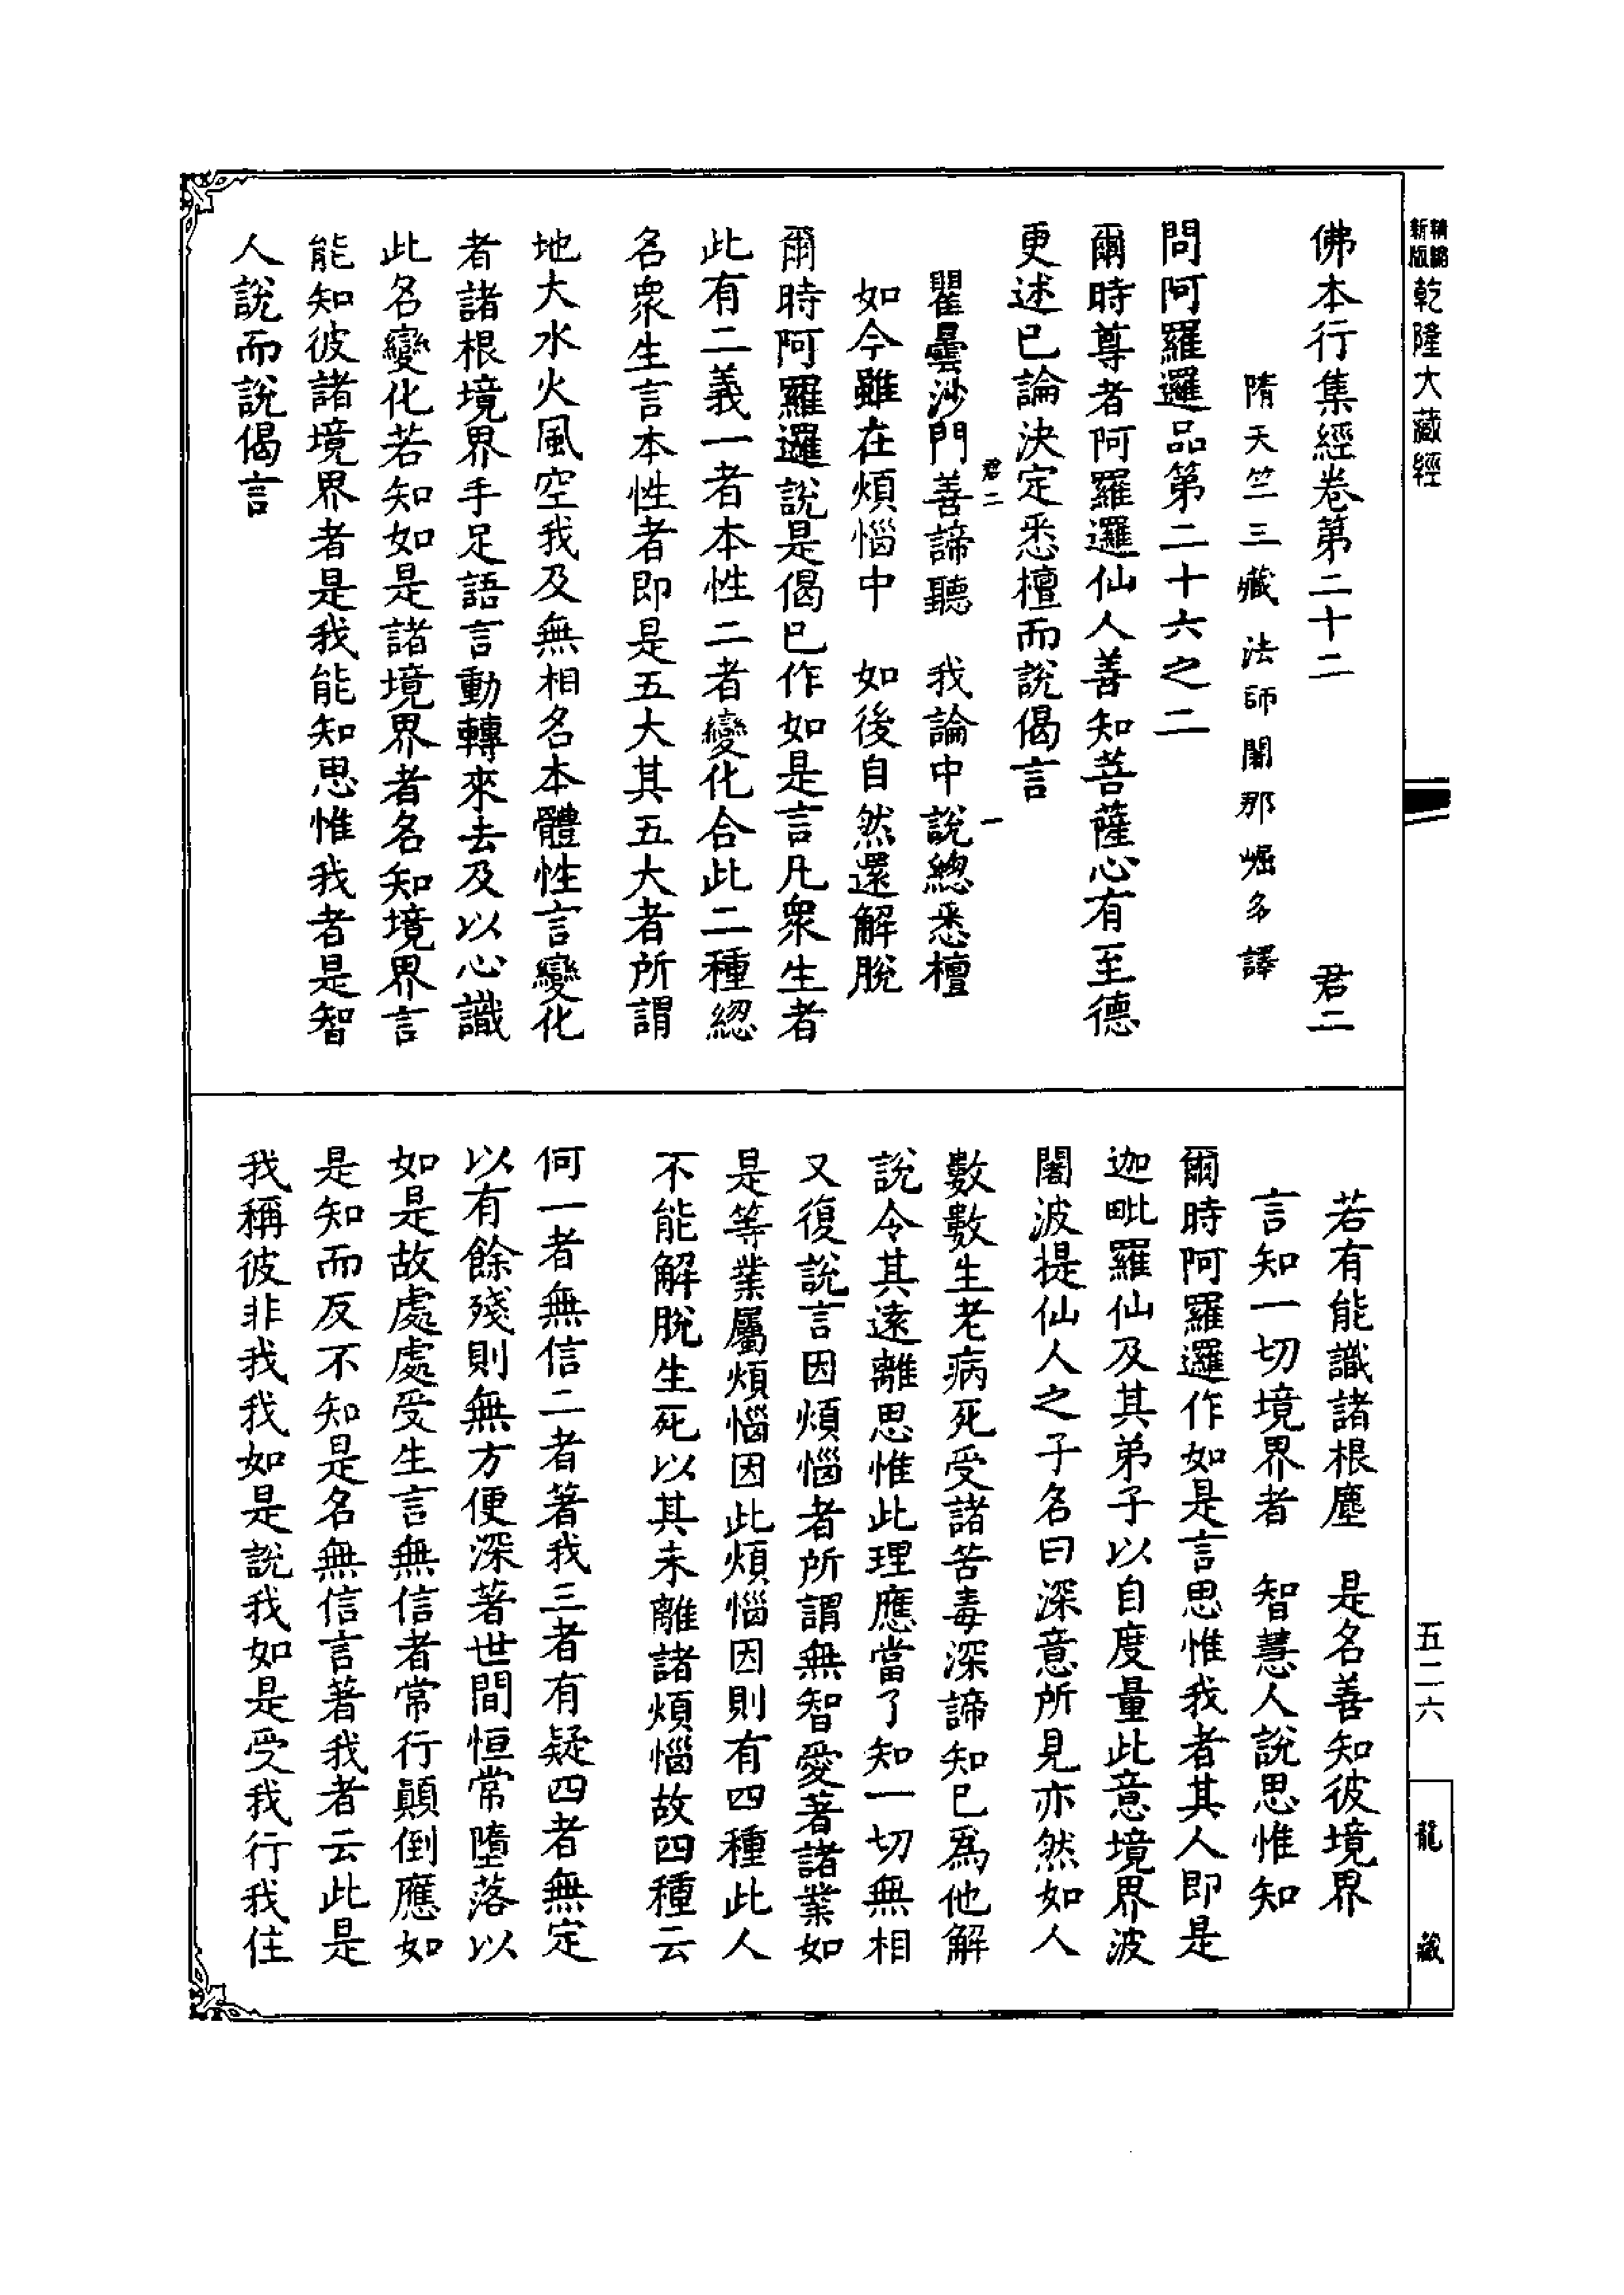 新版精縮乾隆大藏經
佛本行集經卷第二十二 君二
隋天竺三藏法師闍那崛多譯
問阿羅邏品第二十六之二
爾時尊者阿羅邏仙人善知菩薩心有至德
更述已論決定悉檀而說偈言
君二 一
瞿曇沙門善諦聽 我論中說總悉檀
如今雖在煩惱中 如後自然還解脫
爾時阿羅邏說是偈已作如是言凡衆生者
此有二義一者本性二者變化合此二種總
名衆生言本性者即是五大其五大者所謂
地大水火風空我及無相名本體性言變化
者諸根境界手足語言動轉來去及以心識
此名變化若知如是諸境界者名知境界言
能知彼諸境界者是我能知思惟我者是智
人說而說偈言
若有能識諸根塵 是名善知彼境界
言知一切境界者 智慧人說思惟知
爾時阿羅邏作如是言思惟我者其人即是
迦毗羅仙及其弟子以自度量此意境界波
闍波提仙人之子名曰深意所見亦然如人
數數生老病死受諸苦毒深諦知已爲他解
說令其遠離思惟此理應當了知一切無相
又復說言因煩惱者所謂無智愛著諸業如
是等業屬煩惱因此煩惱因則有四種此人
不能解脫生死以其未離諸煩惱故四種云
何一者無信二者著我三者有疑四者無定
以有餘殘則無方便深著世間恒常墮落以
如是故處處受生言無信者常行顛倒應如
是知而反不知是名無信言著我者云此是
我稱彼非我我如是說我如是受我行我住
五二六
龍藏